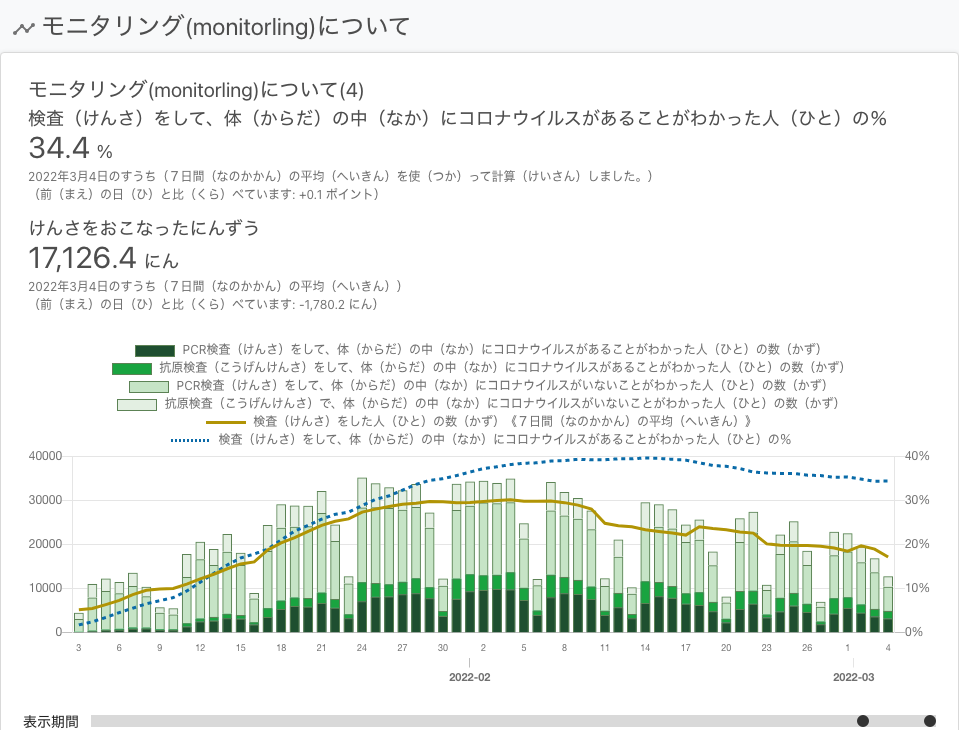 モニタリング(monitorling)について
モニタリング(monitorling)について(4)
検査（けんさ）をして、体（からだ）の中（なか）にコロナウイルスがあることがわかった人（ひと）の%
34.4 %
2022年3月4日のすうち（７日間（なのかかん）の平均（へいきん）を使（つか）って計算（けいさん）しました。）
（前（まえ）の日（ひ）と比（くら）べています: +0.1 ポイント）
けんさをおこなったにんずう
17,126.4 にん
2022年3月4日のすうち（７日間（なのかかん）の平均（へいきん））
（前（まえ）の日（ひ）と比（くら）べています: -1,780.2 にん）
PCR検査（けんさ）をして、体（からだ）の中（なか）にコロナウイルスがあることがわかった人（ひと）の数（かず）
抗原検査（こうげんけんさ）をして、体（からだ）の中（なか）にコロナウイルスがあることがわかった人（ひと）の数（かず）
PCR検査（けんさ）をして、体（からだ）の中（なか）にコロナウイルスがいないことがわかった人（ひと）の数（かず）
抗原検査（こうげんけんさ）で、体（からだ）の中（なか）にコロナウイルスがいないことがわかった人（ひと）の数（かず）
検査（けんさ）をした人（ひと）の数（かず）《７日間（なのかかん）の平均（へいきん）》
検査（けんさ）をして、体（からだ）の中（なか）にコロナウイルスがあることがわかった人（ひと）の%
40000 40%
30000 30%
20000 20%
10000 10%
0 0%
3 6 9 12 15 18 21 24 27 30 2 5 8 11 14 17 20 23 26 1 4
2022-02 2022-03
表示期間